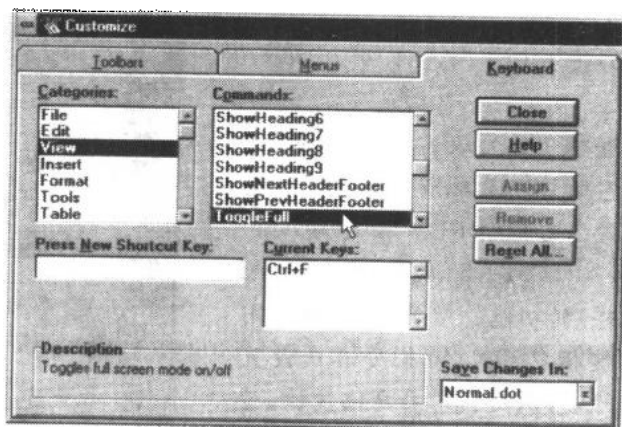 Customize
Toolbars
Menus
Keyboard
Categories:
File
Edit
View
Insert
Format
Tools
Table
Commands:
ShowHeading6
ShowHeading7
ShowHeading8
ShowHeading9
ShowNextHeaderFooter
ShowPrevHeaderFooter
ToggleFull
Close
Help
Assign
Remove
Reset All...
Press New Shortcut Key:
Current Keys:
Ctrl+F
Description
Toggles full screen mode on/off
Save Changes In:
Normal.dot